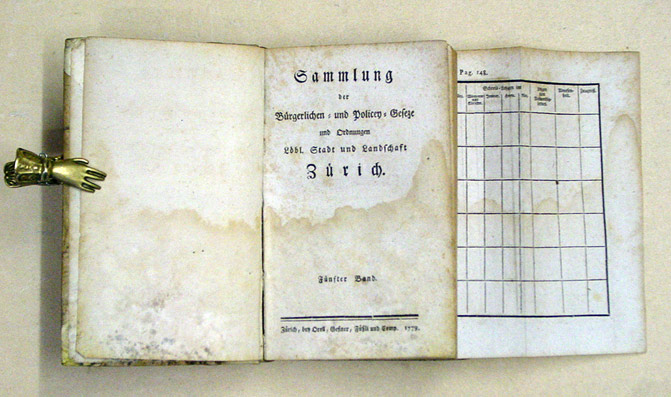 Sammlung
der
Bürgerlichen- und Policey-Geseze
und Ordnungen
Löbl. Stadt und Landschaft
Zürich.
Fünfter Band.
Zürich, bey Orell, Geßner, Füßli und Comp. 1779.
Pag. 148.